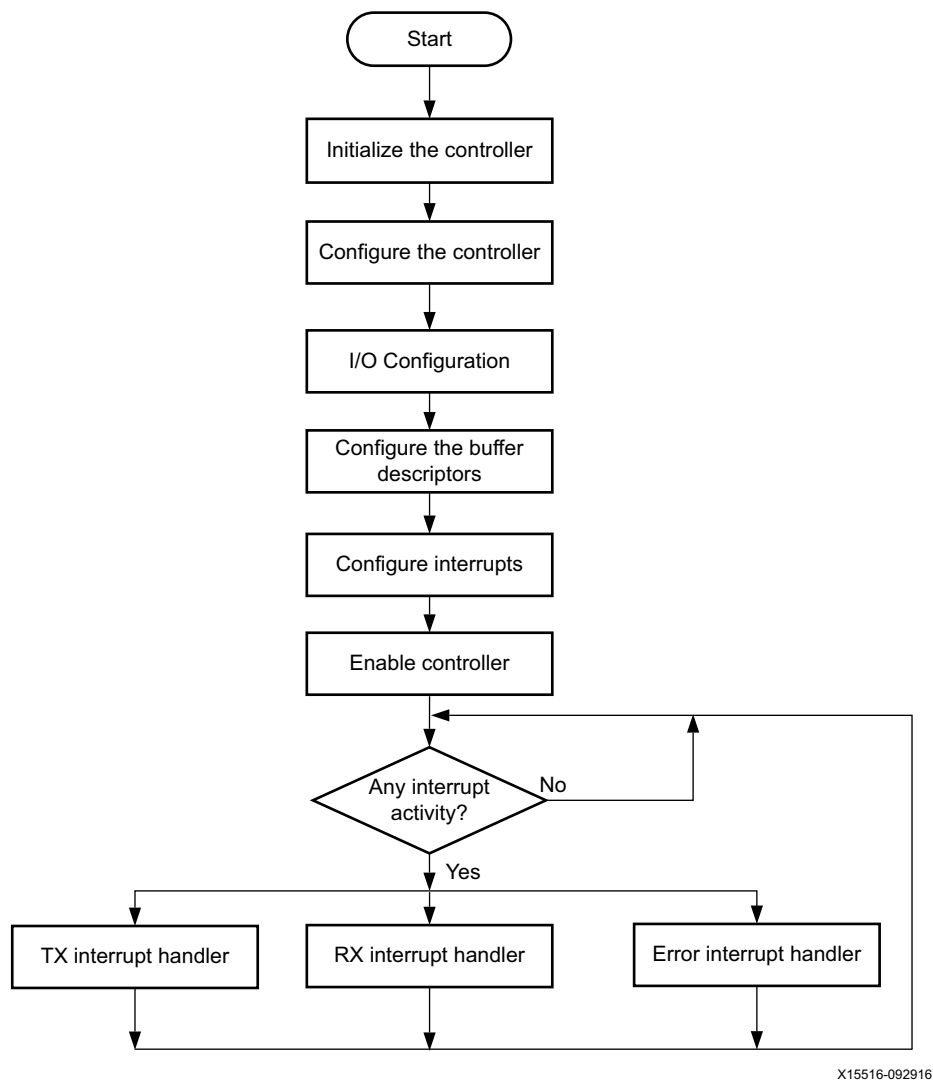 Start
Initialize the controller
Configure the controller
I/O Configuration
Configure the buffer
descriptors
Configure interrupts
Enable controller
Any interrupt
activity?
No
Yes
TX interrupt handler
RX interrupt handler
Error interrupt handler
X15516-092916